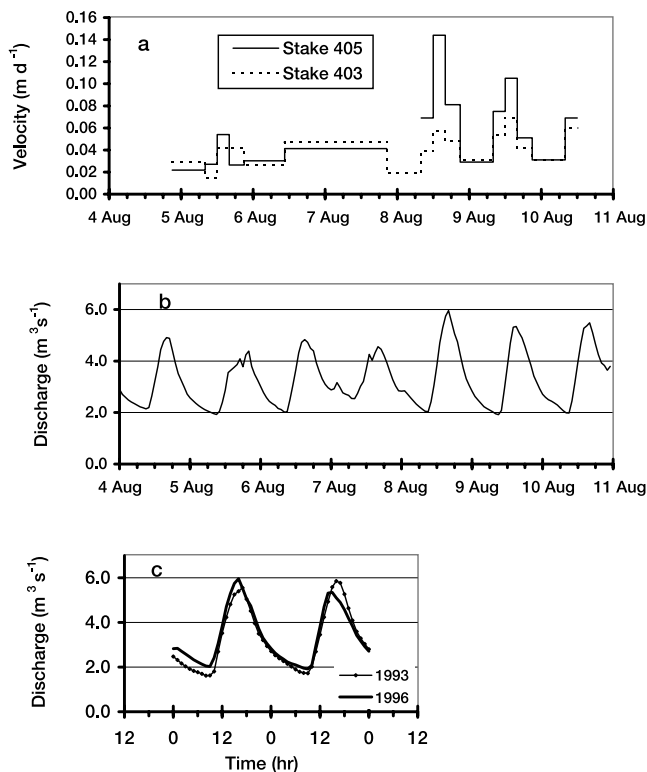 a
Stake 405
Stake 403
Velocity (m d⁻¹)
0.16
0.14
0.12
0.10
0.08
0.06
0.04
0.02
0.00
4 Aug 5 Aug 6 Aug 7 Aug 8 Aug 9 Aug 10 Aug 11 Aug
b
Discharge (m ³s⁻¹)
6.0
4.0
2.0
0.0
4 Aug 5 Aug 6 Aug 7 Aug 8 Aug 9 Aug 10 Aug 11 Aug
c
Discharge (m ³ s⁻¹)
6.0
4.0
2.0
0.0
1993
1996
12 0 12 0 12 0 12
Time (hr)